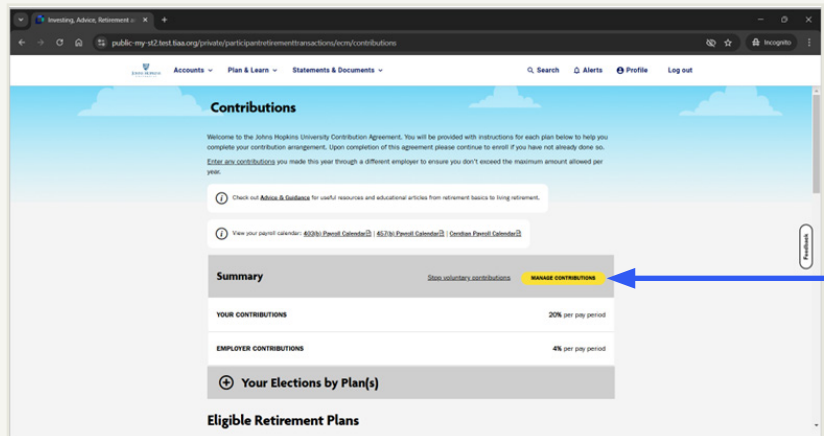 Investing, Advice, Retirement
public-my-st2.test.tiaa.org/private/participantretirementtransactions/ecm/contributions
Incognito
JOHNS HOPKINS
Accounts
Plan & Learn
Statements & Documents
Search
Alerts
Profile
Log out
Contributions
Welcome to the Johns Hopkins University Contribution Agreement. You will be provided with instructions for each plan below to help you
complete your contribution arrangement. Upon completion of this agreement please continue to enroll if you have not already done so.
Enter any contributions you made this year through a different employer to ensure you don't exceed the maximum amount allowed per
year.
Check out Advice & Guidance for useful resources and educational articles from retirement basics to living retirement.
View your payroll calendar: 403(b) Payroll Calendar | 457(b) Payroll Calendar | Ceridian Payroll Calendar
Feedback
Summary
Stop voluntary contributions
MANAGE CONTRIBUTIONS
YOUR CONTRIBUTIONS
20% per pay period
EMPLOYER CONTRIBUTIONS
4% per pay period
Your Elections by Plan(s)
Eligible Retirement Plans